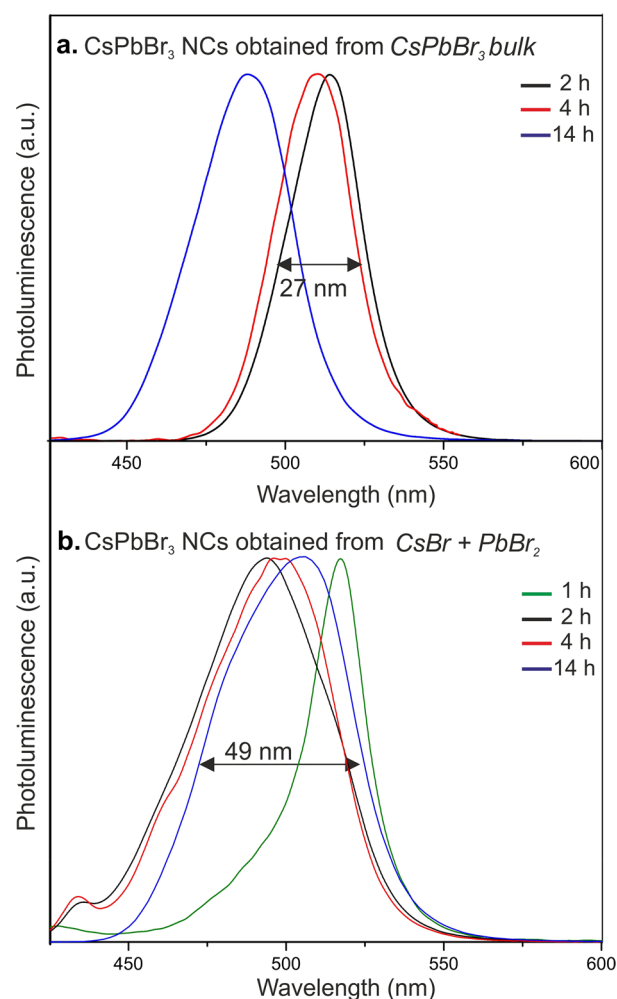 a. CsPbBr₃ NCs obtained from CsPbBr₃ bulk
2 h
4 h
14 h
27 nm
Photoluminescence (a.u.)
450 500 550 600
Wavelength (nm)
b. CsPbBr₃ NCs obtained from CsBr + PbBr₂
1 h
2 h
4 h
14 h
49 nm
Photoluminescence (a.u.)
450 500 550 600
Wavelength (nm)